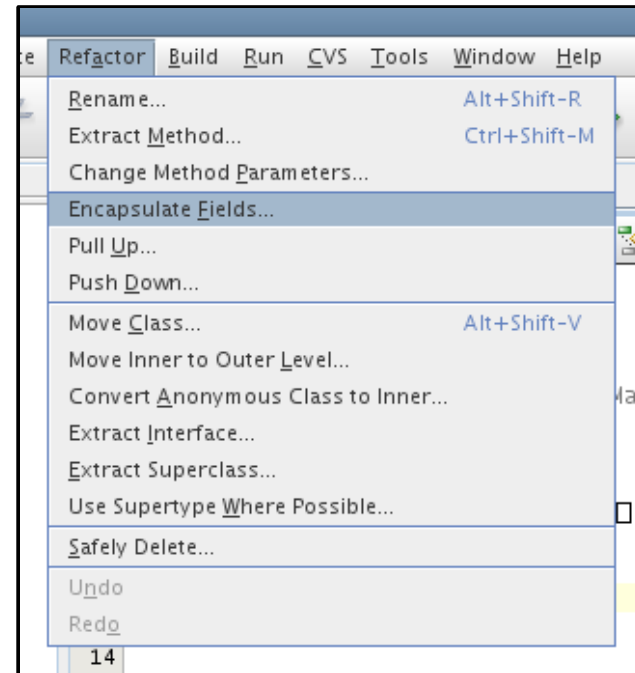 Refactor Build Run CVS Tools Window Help
Rename... Alt+Shift-R
Extract Method... Ctrl+Shift-M
Change Method Parameters...
Encapsulate Fields...
Pull Up...
Push Down...
Move Class... Alt+Shift-V
Move Inner to Outer Level...
Convert Anonymous Class to Inner...
Extract Interface...
Extract Superclass...
Use Supertype Where Possible...
Safely Delete...
Undo
Redo
14